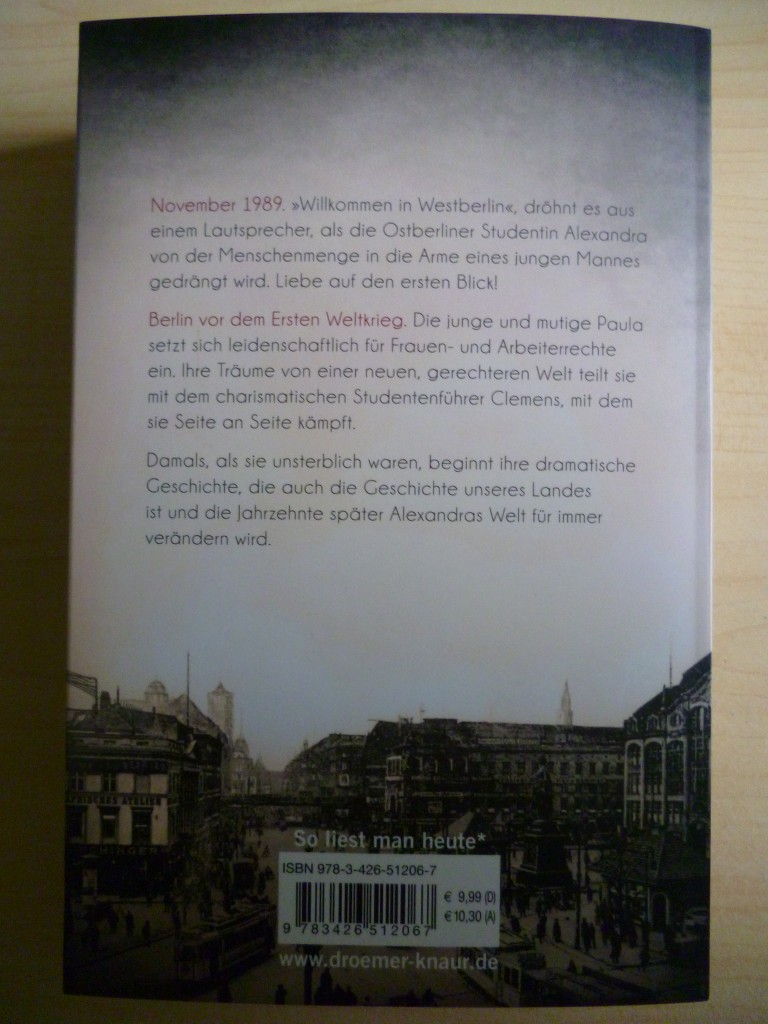 November 1989. »Willkommen in Westberlin«, dröhnt es aus
einem Lautsprecher, als die Ostberliner Studentin Alexandra
von der Menschenmenge in die Arme eines jungen Mannes
gedrängt wird. Liebe auf den ersten Blick!
Berlin vor dem Ersten Weltkrieg. Die junge und mutige Paula
setzt sich leidenschaftlich für Frauen- und Arbeiterrechte
ein. Ihre Träume von einer neuen, gerechteren Welt teilt sie
mit dem charismatischen Studentenführer Clemens, mit dem
sie Seite an Seite kämpft.
Damals, als sie unsterblich waren, beginnt ihre dramatische
Geschichte, die auch die Geschichte unseres Landes
ist und die Jahrzehnte später Alexandras Welt für immer
verändern wird.
So liest man heute*
ISBN 978-3-426-51206-7
€ 9,99 (D)
€ 10,30 (A)
9 783426 512067
www.droemer-knaur.de